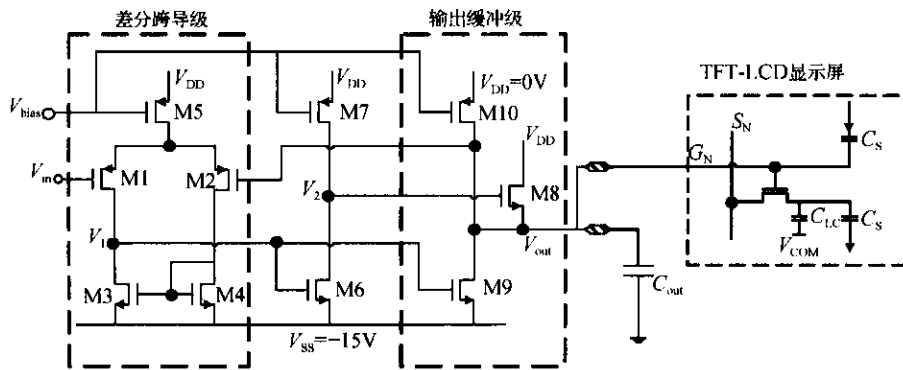 差分跨导级
输出缓冲级
TFT-LCD显示屏
V_DD
V_DD
V_DD=0V
V_bias
M5
M7
M10
S_N
C_S
V_DD
G_N
V_in
M1
M2
V_2
M8
C_LC
C_S
V_1
V_out
V_COM
M3
M4
M6
M9
C_out
V_SS=−15V